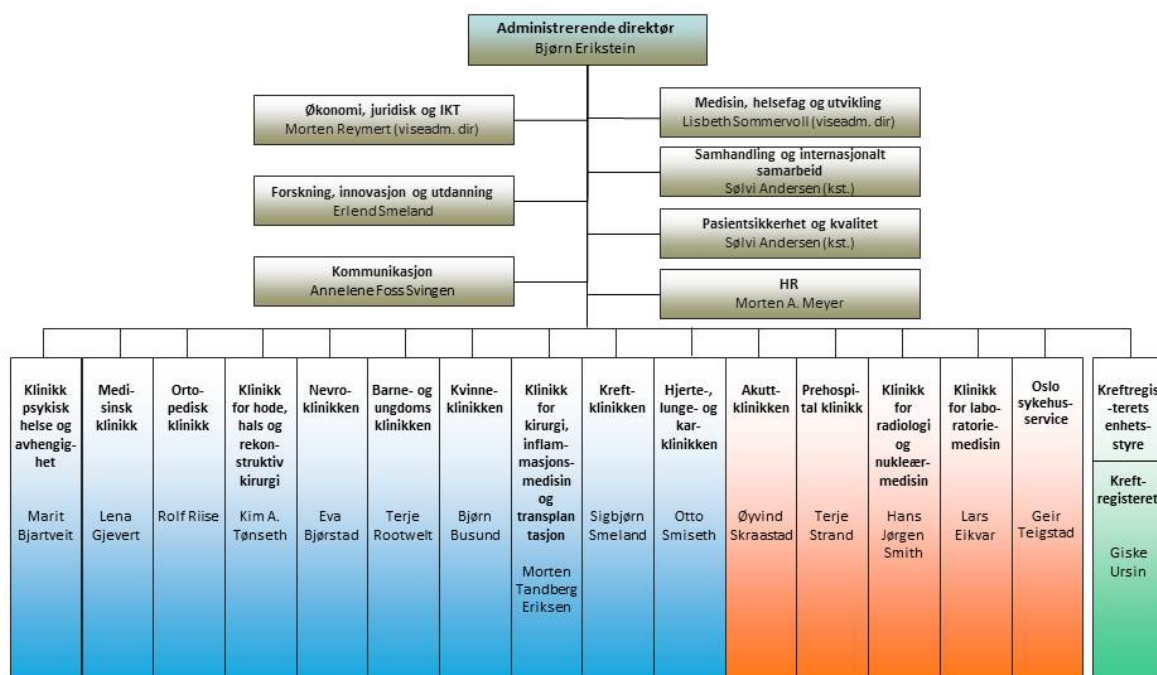 Administrerende direktør
Bjørn Erikstein
Økonomi, juridisk og IKT
Morten Reymert (viseadm. dir)
Medisin, helsefag og utvikling
Lisbeth Sommervoll (viseadm. dir)
Samhandling og internasjonalt
samarbeid
Sølvi Andersen (kst.)
Forskning, innovasjon og utdanning
Erlend Smeland
Pasientsikkerhet og kvalitet
Sølvi Andersen (kst.)
Kommunikasjon
Annelene Foss Svingen
HR
Morten A. Meyer
Klinikk
psykisk
helse og
avhengig-
het
Marit
Bjartveit
Medi-
sinsk
klinikk
Lena
Gjevert
Orto-
pedisk
klinikk
Rolf Riise
Klinikk
for hode,
hals og
rekon-
struktiv
kirurgi
Kim A.
Tønseth
Nevro-
klinikken
Eva
Bjørstad
Barne- og
ungdoms
klinikken
Terje
Rootwelt
Kvinne-
klinikken
Bjørn
Busund
Klinikk
for
kirurgi,
inflam-
masjons-
medisin
og
transplan
tasjon
Morten
Tandberg
Eriksen
Kreft-
klinikken
Sigbjørn
Smeland
Hjerte-,
lunge- og
kar-
klinikken
Otto
Smiseth
Akutt-
klinikken
Øyvind
Skraastad
Prehospi-
tal klinikk
Terje
Strand
Klinikk
for
radiologi
og
nukleær-
medisin
Hans
Jørgen
Smith
Klinikk
for labo-
ratorie-
medisin
Lars
Eikvar
Oslo
sykehus-
service
Geir
Teigstad
Kreftregis
-terets
enhets-
styre
Kreft-
registeret
Giske
Ursin